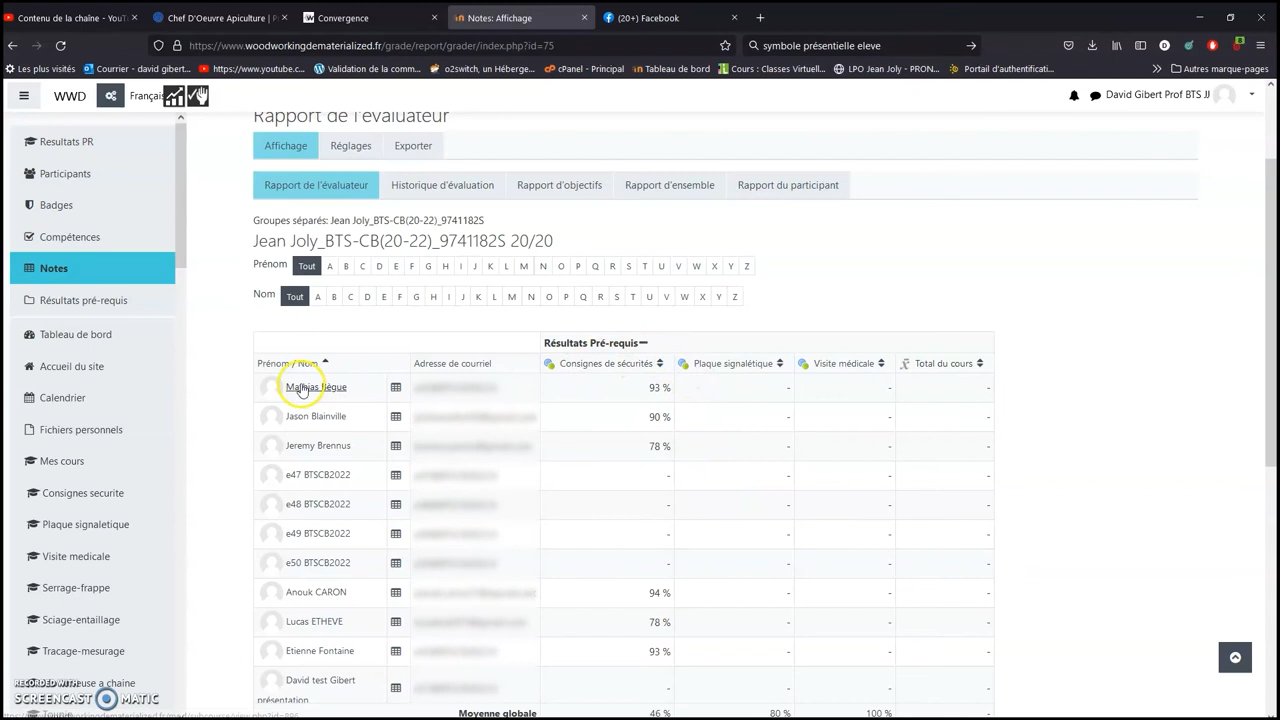 Contenu de la chaîne - YouT
Chef D'Oeuvre Apiculture | P
Convergence
Notes: Affichage
(20+) Facebook
https://www.woodworkingdematerialized.fr/grade/report/grader/index.php?id=75
symbole présentielle eleve
Les plus visités
Courrier - david gibert...
https://www.youtube.c...
Validation de la comm...
o2switch, un Héberge...
cPanel - Principal
Tableau de bord
Cours : Classes Virtuell...
LPO Jean Joly - PRON...
Portail d'authentificati...
Autres marque-pages
WWD
Français
David Gibert Prof BTS JJ
Resultats PR
Participants
Badges
Compétences
Notes
Résultats pré-requis
Tableau de bord
Accueil du site
Calendrier
Fichiers personnels
Mes cours
Consignes securite
Plaque signaletique
Visite medicale
Serrage-frappe
Sciage-entaillage
Tracage-mesurage
euse a chaine
RECORDED WITH
SCREENCAST MATIC
Rapport de l'évaluateur
Affichage
Réglages
Exporter
Rapport de l'évaluateur
Historique d'évaluation
Rapport d'objectifs
Rapport d'ensemble
Rapport du participant
Groupes séparés: Jean Joly_BTS-CB(20-22)_9741182S
Jean Joly_BTS-CB(20-22)_9741182S 20/20
Prénom Tout A B C D E F G H I J K L M N O P Q R S T U V W X Y Z
Nom Tout A B C D E F G H I J K L M N O P Q R S T U V W X Y Z
Résultats Pré-requis
Prénom / Nom Adresse de courriel Consignes de sécurités Plaque signalétique Visite médicale Total du cours
93 % - - -
Jason Blainville 90 % - - -
Jeremy Brennus 78 % - - -
e47 BTSCB2022 - - - -
e48 BTSCB2022 - - - -
e49 BTSCB2022 - - - -
e50 BTSCB2022 - - - -
Anouk CARON 94 % - - -
Lucas ETHEVE 78 % - - -
Etienne Fontaine 93 % - - -
David test Gibert - - - -
présentation
Moyenne globale 46 % 80 % 100 % -